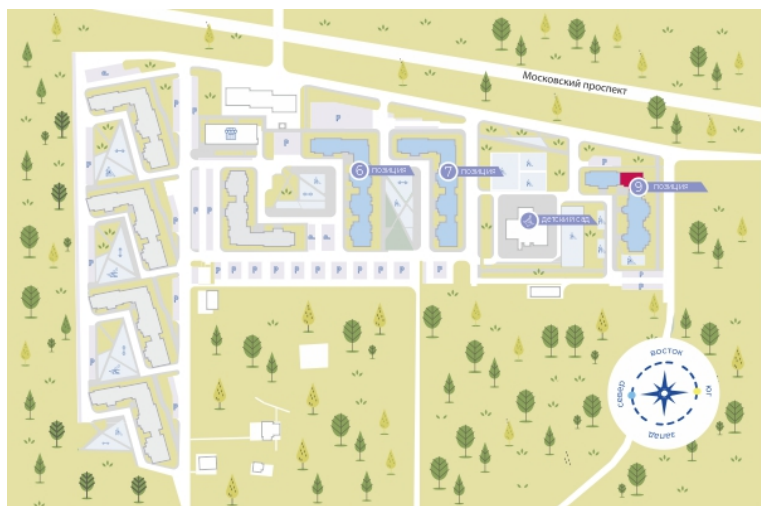 Московский проспект
6 ПОЗИЦИЯ
7 ПОЗИЦИЯ
9 ПОЗИЦИЯ
ДЕТСКИЙ САД
ВОСТОК
СЕВЕР
ЮГ
ЗАПАД